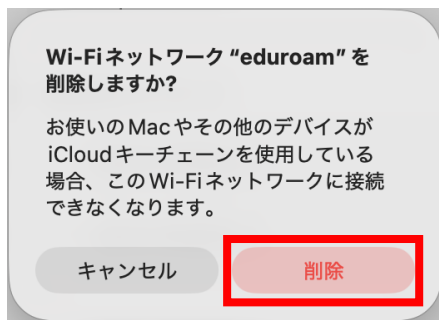 Wi-Fiネットワーク “eduroam” を
削除しますか?
お使いのMacやその他のデバイスが
iCloudキーチェーンを使用している
場合、このWi-Fiネットワークに接続
できなくなります。
キャンセル
削除